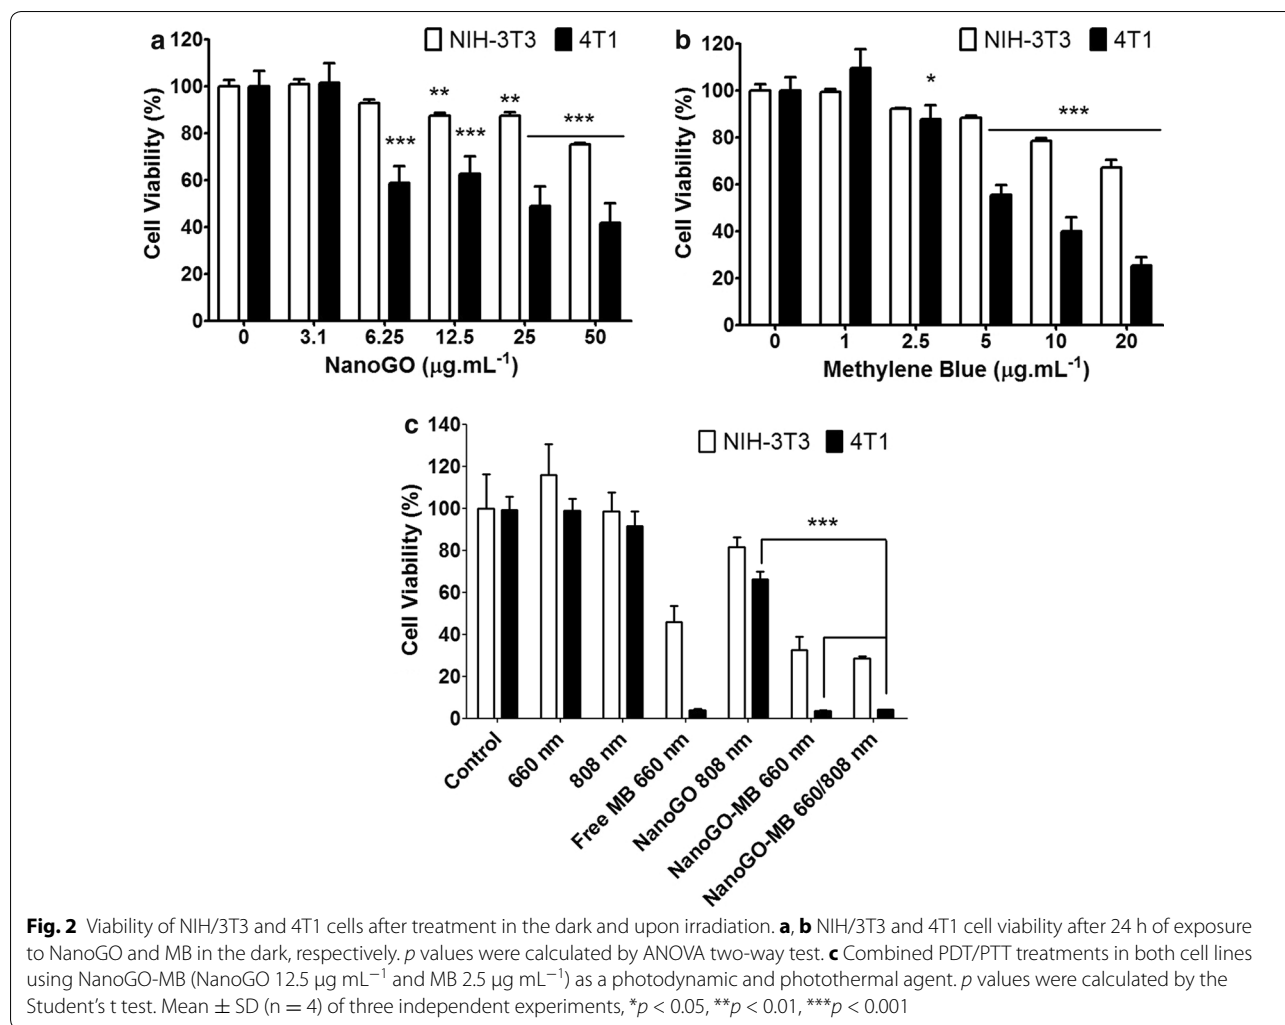 a
120
NIH-3T3
4T1
100
80
60
40
20
0
Cell Viability (%)
***
**
***
**
***
0
3.1
6.25
12.5
25
50
NanoGO (µg.mL⁻¹)
b
120
NIH-3T3
4T1
100
80
60
40
20
0
Cell Viability (%)
*
***
0
1
2.5
5
10
20
Methylene Blue (µg.mL⁻¹)
c
140
NIH-3T3
4T1
120
100
80
60
40
20
0
Cell Viability (%)
***
Control
660 nm
808 nm
Free MB 660 nm
NanoGO 808 nm
NanoGO-MB 660 nm
NanoGO-MB 660/808 nm
Fig. 2 Viability of NIH/3T3 and 4T1 cells after treatment in the dark and upon irradiation. a, b NIH/3T3 and 4T1 cell viability after 24 h of exposure
to NanoGO and MB in the dark, respectively. p values were calculated by ANOVA two-way test. c Combined PDT/PTT treatments in both cell lines
using NanoGO-MB (NanoGO 12.5 µg mL⁻¹ and MB 2.5 µg mL⁻¹) as a photodynamic and photothermal agent. p values were calculated by the
Student's t test. Mean ± SD (n = 4) of three independent experiments, *p < 0.05, **p < 0.01, ***p < 0.001